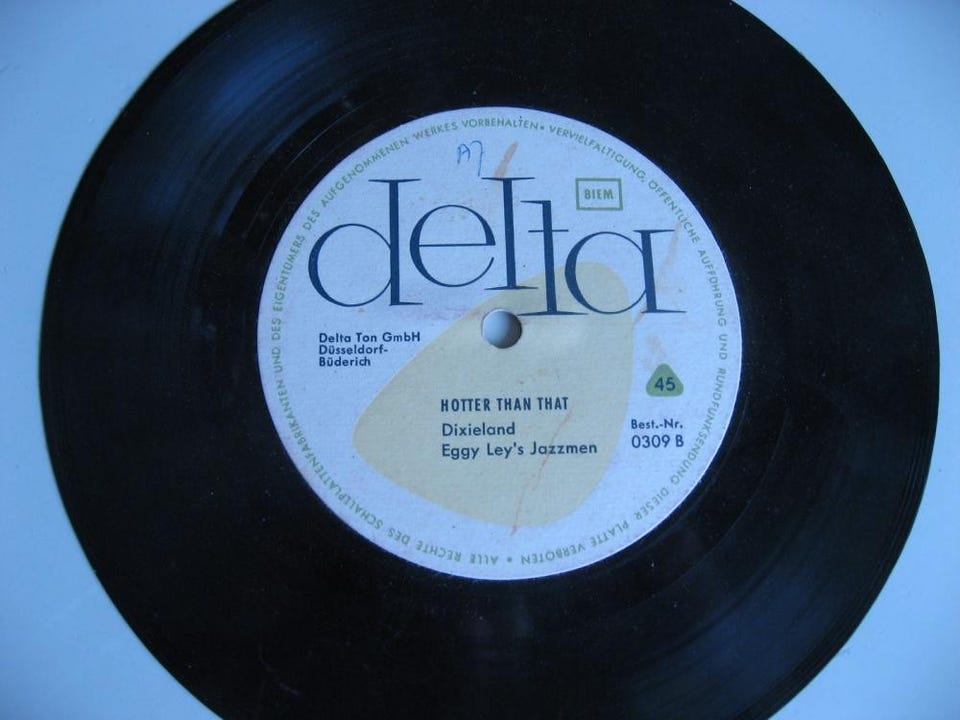 ALLE RECHTE DES SCHALLPLATTENFABRIKANTEN UND DES EIGENTÜMERS DES AUFGENOMMENEN WERKES VORBEHALTEN • VERVIELFÄLTIGUNG, ÖFFENTLICHE AUFFÜHRUNG UND RUNDFUNKSENDUNG DIESER PLATTE VERBOTEN •
A7
BIEM
delta
Delta Ton GmbH
Düsseldorf-
Büderich
45
HOTTER THAN THAT
Dixieland
Eggy Ley's Jazzmen
Best.-Nr.
0309 B